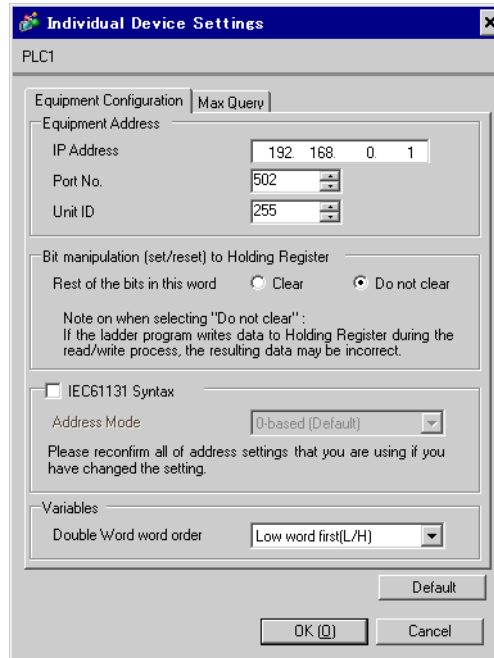 Individual Device Settings
PLC1
Equipment Configuration Max Query
Equipment Address
IP Address 192. 168. 0. 1
Port No. 502
Unit ID 255
Bit manipulation (set/reset) to Holding Register
Rest of the bits in this word Clear Do not clear
Note on when selecting "Do not clear" :
If the ladder program writes data to Holding Register during the
read/write process, the resulting data may be incorrect.
IEC61131 Syntax
Address Mode 0-based (Default)
Please reconfirm all of address settings that you are using if you
have changed the setting.
Variables
Double Word word order Low word first(L/H)
Default
OK (O) Cancel